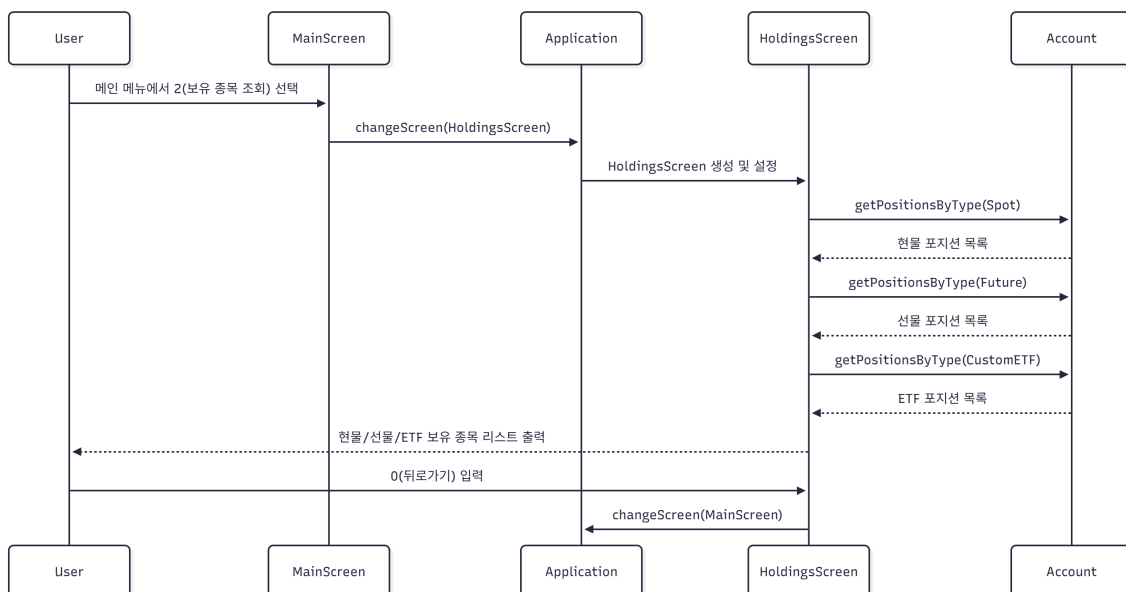 User
MainScreen
Application
HoldingsScreen
Account
메인 메뉴에서 2(보유 종목 조회) 선택
changeScreen(HoldingsScreen)
HoldingsScreen 생성 및 설정
getPositionsByType(Spot)
현물 포지션 목록
getPositionsByType(Future)
선물 포지션 목록
getPositionsByType(CustomETF)
ETF 포지션 목록
현물/선물/ETF 보유 종목 리스트 출력
0(뒤로가기) 입력
changeScreen(MainScreen)
User
MainScreen
Application
HoldingsScreen
Account